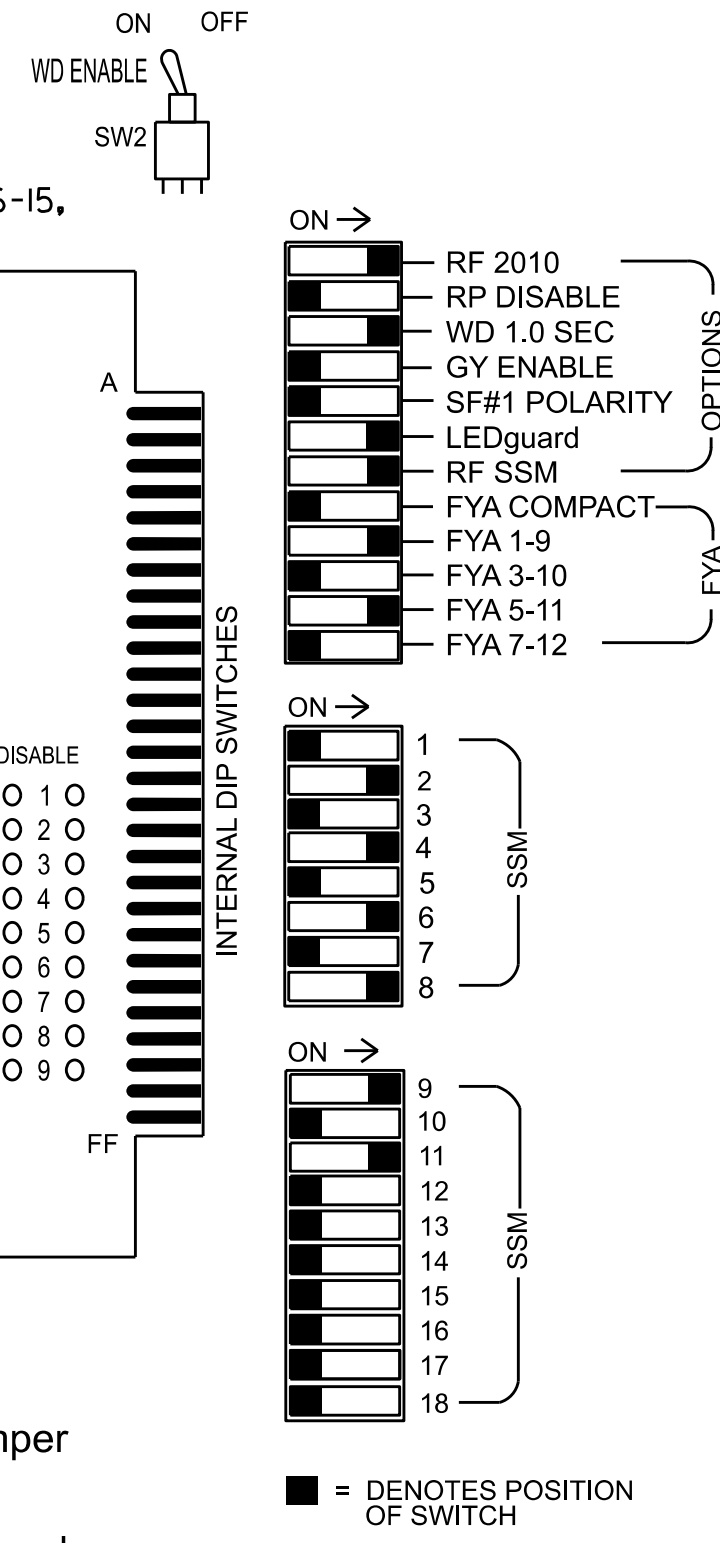 ON OFF
WD ENABLE
SW2
-15,
ON →
RF 2010
RP DISABLE
WD 1.0 SEC
GY ENABLE
SF#1 POLARITY
LEDguard
RF SSM
OPTIONS
FYA COMPACT
FYA 1-9
FYA 3-10
FYA 5-11
FYA 7-12
FYA
A
FF
INTERNAL DIP SWITCHES
DISABLE
1
2
3
4
5
6
7
8
9
ON →
1
2
3
4
5
6
7
8
SSM
ON →
9
10
11
12
13
14
15
16
17
18
SSM
= DENOTES POSITION
OF SWITCH